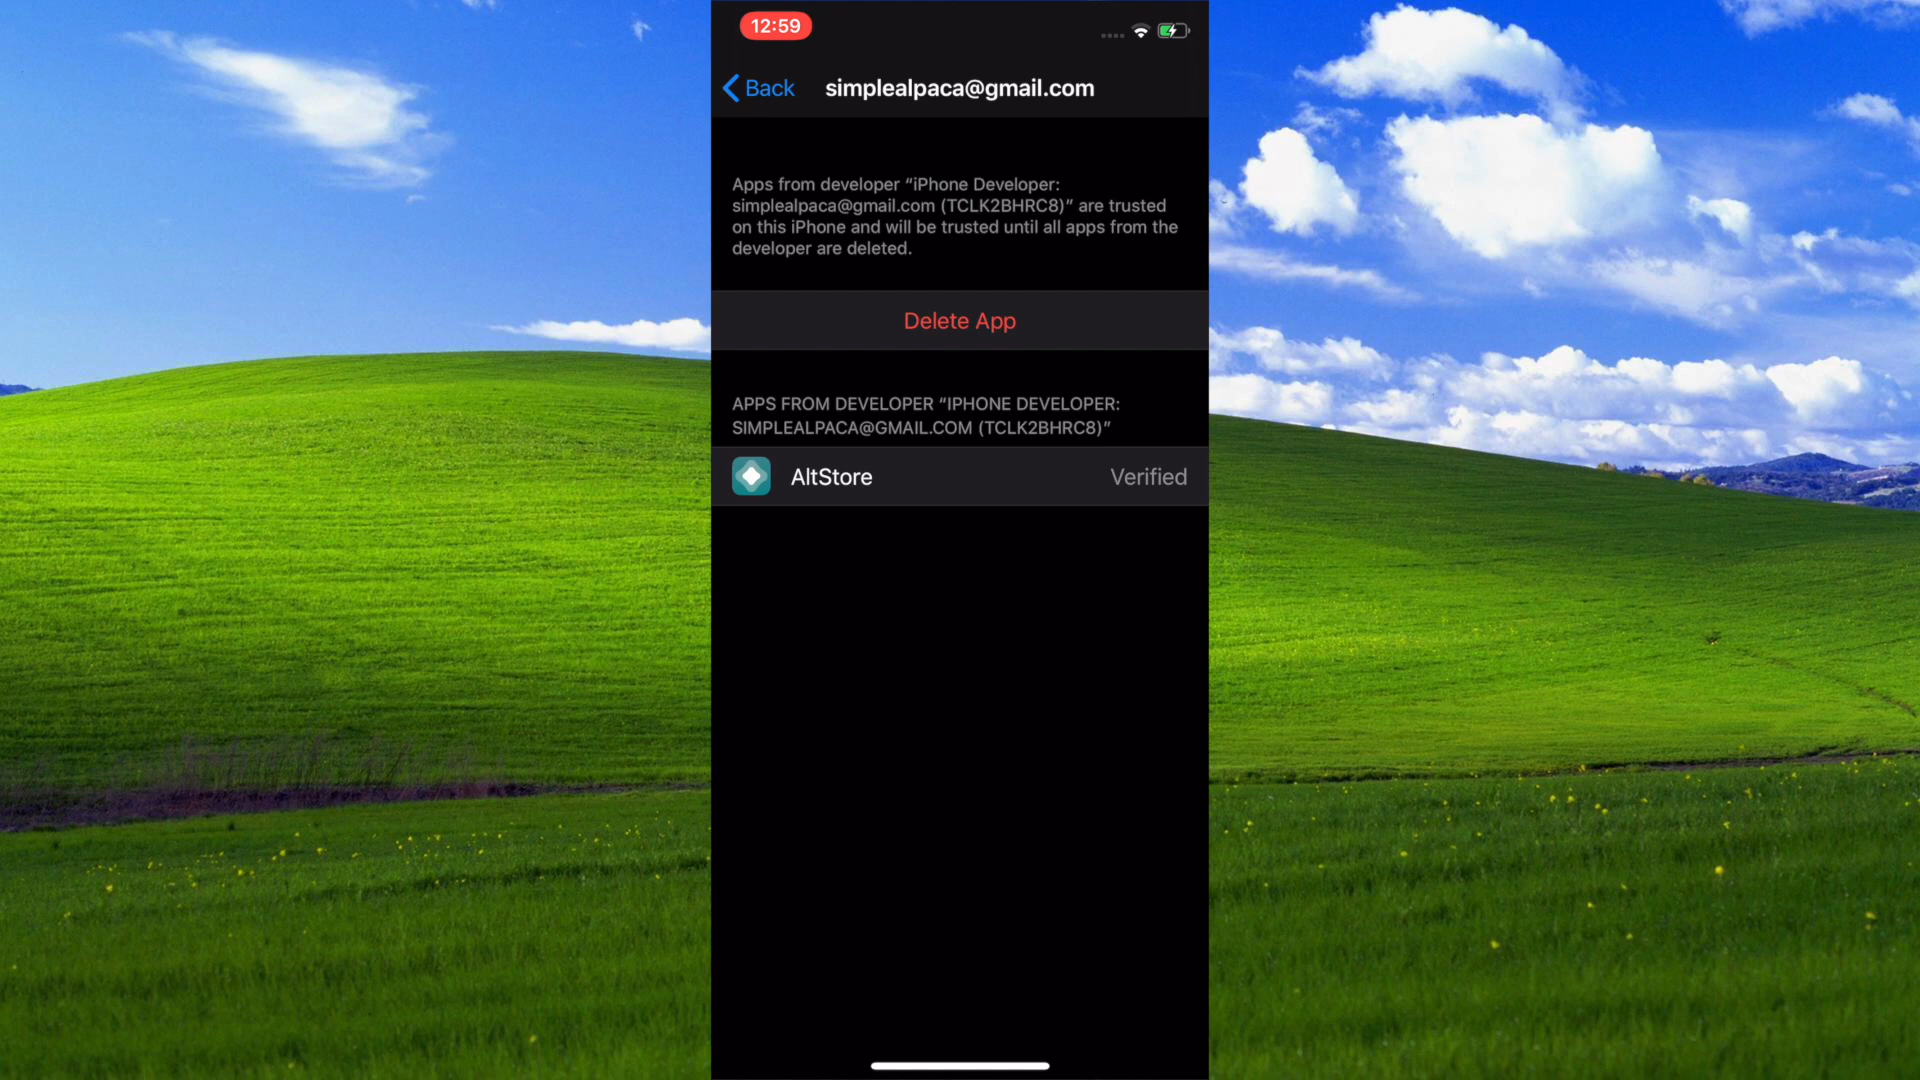 12:59
Back
simplealpaca@gmail.com
Apps from developer “iPhone Developer:
simplealpaca@gmail.com (TCLK2BHRC8)” are trusted
on this iPhone and will be trusted until all apps from the
developer are deleted.
Delete App
APPS FROM DEVELOPER “IPHONE DEVELOPER:
SIMPLEALPACA@GMAIL.COM (TCLK2BHRC8)”
AltStore
Verified